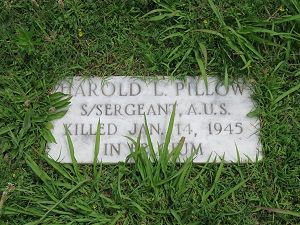 HAROLD L. PILLOW
S/SERGEANT, A.U.S.
KILLED JAN. 14, 1945
IN BELGIUM